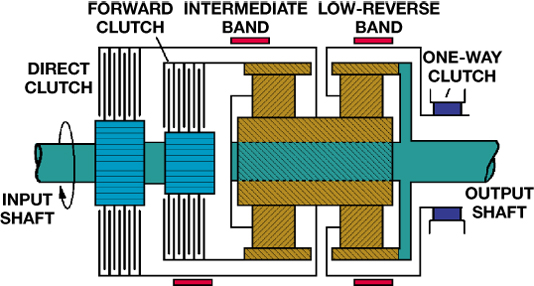 FORWARD
CLUTCH
INTERMEDIATE
BAND
LOW-REVERSE
BAND
DIRECT
CLUTCH
ONE-WAY
CLUTCH
INPUT
SHAFT
OUTPUT
SHAFT